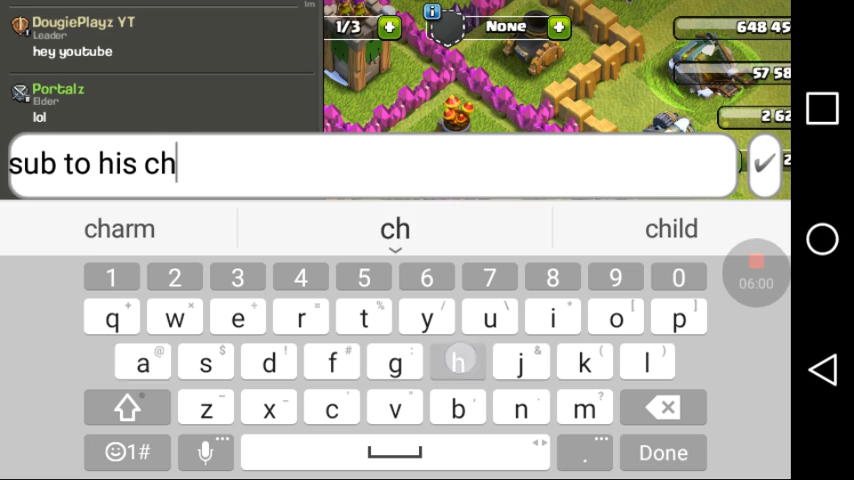 1m
DougiePlayz YT
Leader
hey youtube
Portalz
Elder
lol
1/3
None
648 45
57 58
2 62
sub to his ch
charm
ch
child
06:00
1 2 3 4 5 6 7 8 9 0
q w e r t y u i o p
a s d f g h j k l
z x c v b n m
☺1#
.
Done